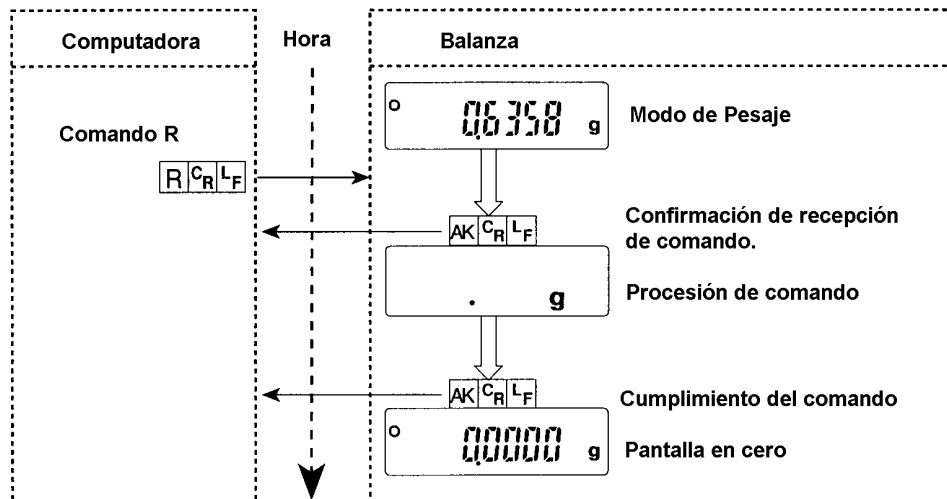 Computadora
Hora
Balanza
O 0.6358 g
Modo de Pesaje
Comando R
R CR LF
AK CR LF
Confirmación de recepción
de comando.
. g
Procesión de comando
AK CR LF
Cumplimiento del comando
O 0.0000 g
Pantalla en cero